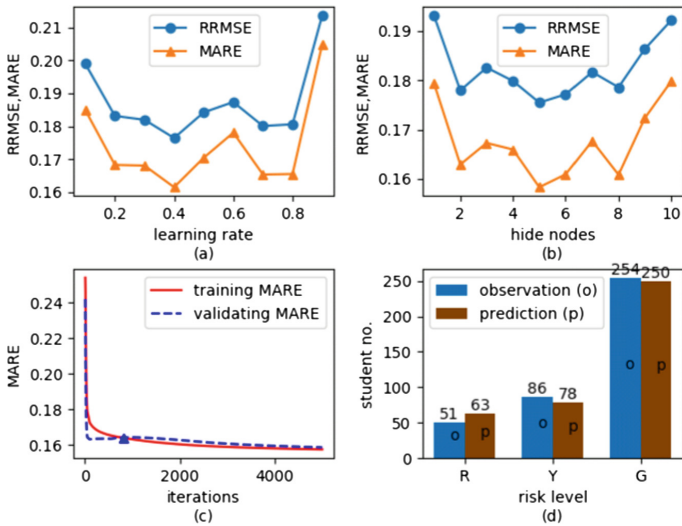 RRMSE
MARE
RRMSE,MARE
0.21
0.20
0.19
0.18
0.17
0.16
0.2 0.4 0.6 0.8
learning rate
(a)
RRMSE
MARE
RRMSE,MARE
0.19
0.18
0.17
0.16
2 4 6 8 10
hide nodes
(b)
training MARE
validating MARE
MARE
0.24
0.22
0.20
0.18
0.16
0 2000 4000
iterations
(c)
254 250
observation (o)
prediction (p)
student no.
250
200
150
100
50
0
51 63 86 78
o p o p o p
R Y G
risk level
(d)